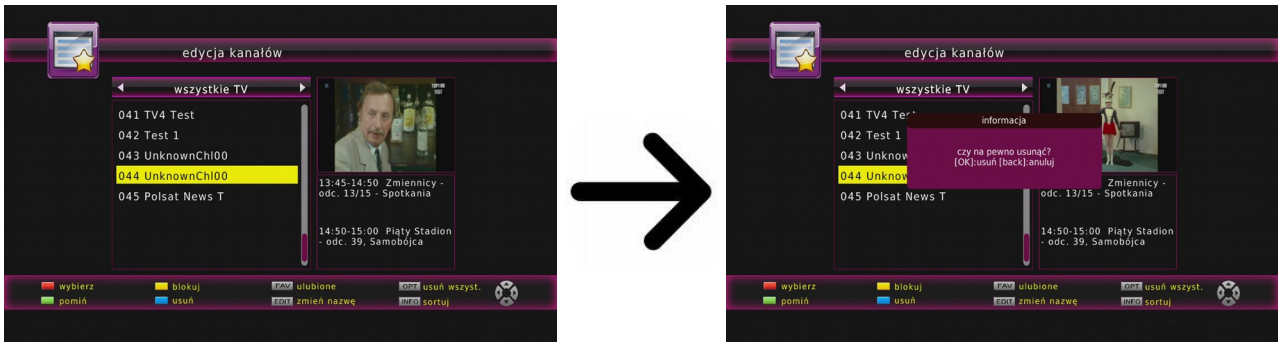 edycja kanałów
wszystkie TV
041 TV4 Test
042 Test 1
043 UnknownChl00
044 UnknownChl00
045 Polsat News T
13:45-14:50 Zmiennicy -
odc. 13/15 - Spotkania
14:50-15:00 Piąty Stadion
- odc. 39, Samobójca
wybierz
blokuj
FAV ulubione
OPT usuń wszyst.
pomiń
usuń
EDIT zmień nazwę
INFO sortuj
edycja kanałów
wszystkie TV
041 TV4 Test
informacja
042 Test 1
czy na pewno usunąć?
043 Unknow
[OK]:usuń [back]:anuluj
044 Unknow
Zmiennicy -
odc. 13/15 - Spotkania
045 Polsat News T
14:50-15:00 Piąty Stadion
- odc. 39, Samobójca
wybierz
blokuj
FAV ulubione
OPT usuń wszyst.
pomiń
usuń
EDIT zmień nazwę
INFO sortuj